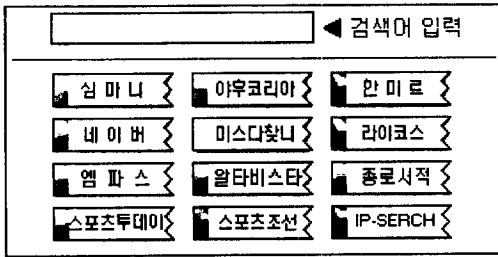 ◀ 검색어 입력
심마니 야후코리아 한미르
네이버 미스다찾니 라이코스
엠파스 알타비스타 종로서적
스포츠투데이 스포츠조선 IP-SERCH